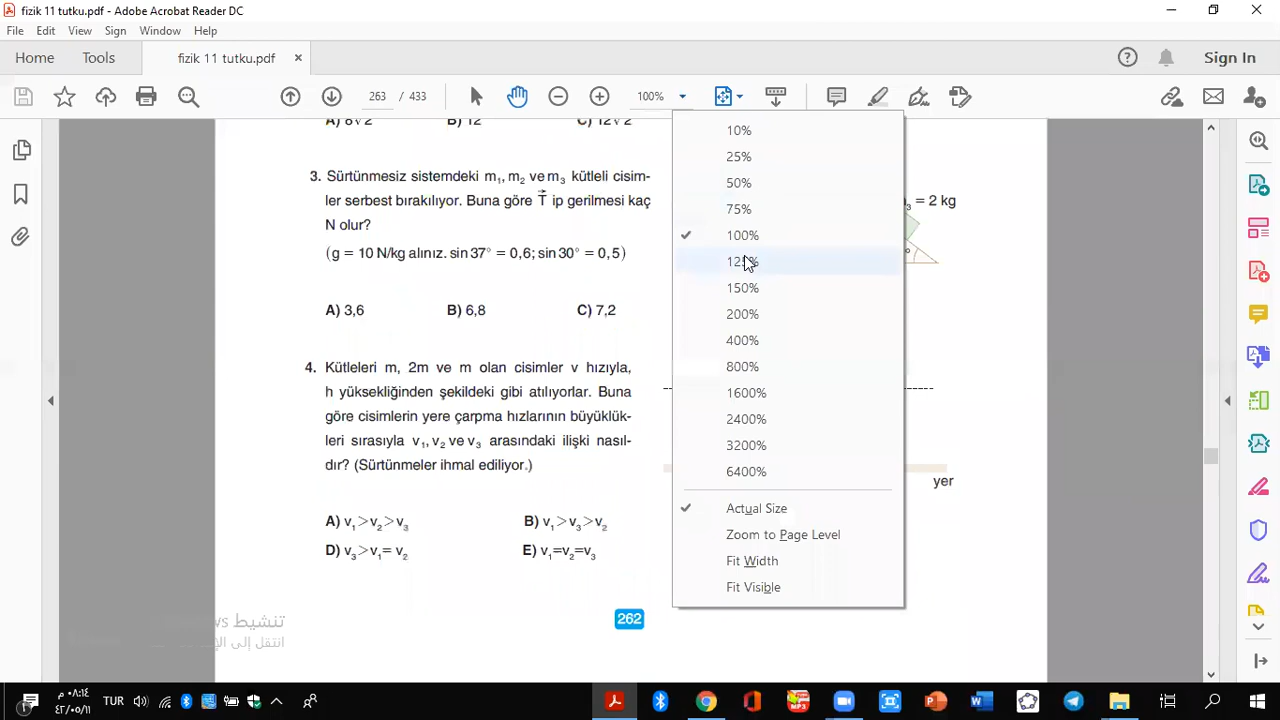 fizik 11 tutku.pdf - Adobe Acrobat Reader DC
File Edit View Sign Window Help
Home Tools fizik 11 tutku.pdf × Sign In
263 / 433 100%
A) 8√2 B) 12 C) 12√2
3. Sürtünmesiz sistemdeki m₁, m₂ ve m₃ kütleli cisim-
ler serbest bırakılıyor. Buna göre T ip gerilmesi kaç
N olur?
(g = 10 N/kg alınız. sin 37° = 0,6; sin 30° = 0,5)
A) 3,6 B) 6,8 C) 7,2
₃ = 2 kg
4. Kütleleri m, 2m ve m olan cisimler v hızıyla,
h yüksekliğinden şekildeki gibi atılıyorlar. Buna
göre cisimlerin yere çarpma hızlarının büyüklük-
leri sırasıyla v₁, v₂ ve v₃ arasındaki ilişki nasıl-
dır? (Sürtünmeler ihmal ediliyor.)
yer
A) v₁>v₂>v₃ B) v₁>v₃>v₂
D) v₃>v₁= v₂ E) v₁=v₂=v₃
262
10%
25%
50%
75%
100%
125%
150%
200%
400%
800%
1600%
2400%
3200%
6400%
Actual Size
Zoom to Page Level
Fit Width
Fit Visible
تنشيط
انتقل إلى
TUR